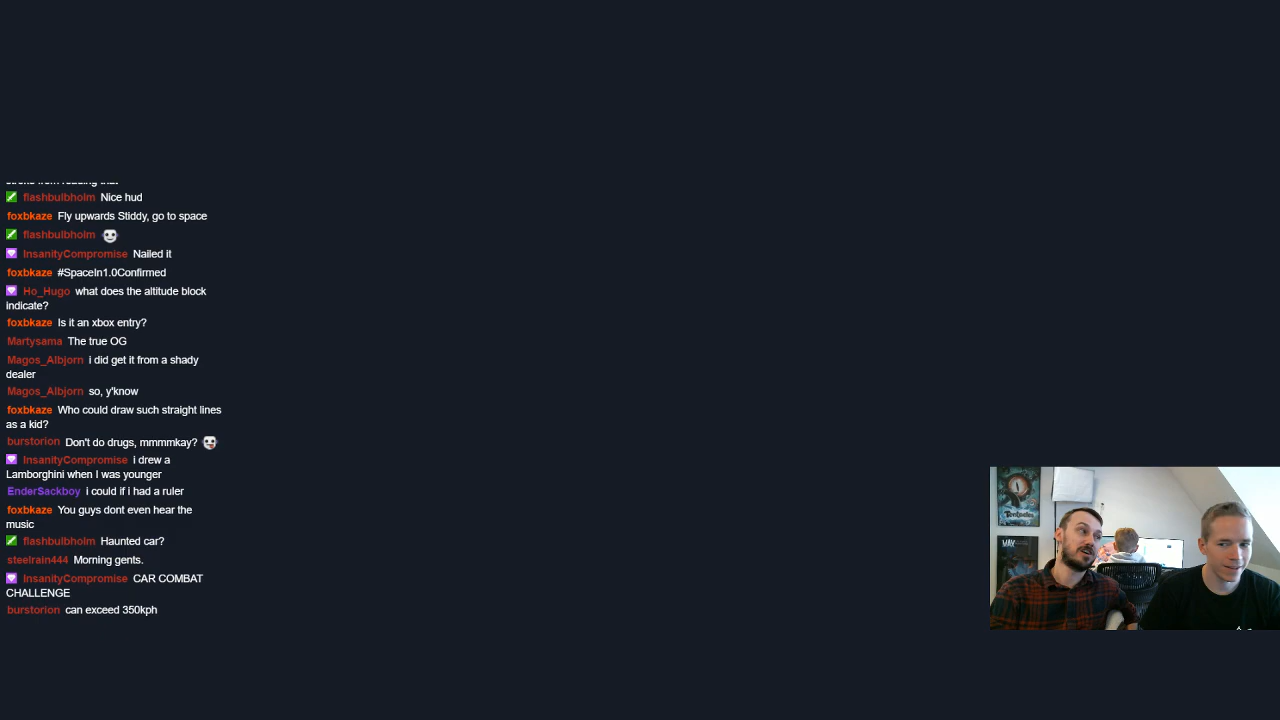 flashbulbholm Nice hud
foxbkaze Fly upwards Stiddy, go to space
flashbulbholm
InsanityCompromise Nailed it
foxbkaze #SpaceIn1.0Confirmed
Ho_Hugo what does the altitude block
indicate?
foxbkaze Is it an xbox entry?
Martysama The true OG
Magos_Albjorn i did get it from a shady
dealer
Magos_Albjorn so, y'know
foxbkaze Who could draw such straight lines
as a kid?
burstorion Don't do drugs, mmmmkay?
InsanityCompromise i drew a
Lamborghini when I was younger
EnderSackboy i could if i had a ruler
foxbkaze You guys dont even hear the
music
flashbulbholm Haunted car?
steelrain444 Morning gents.
InsanityCompromise CAR COMBAT
CHALLENGE
burstorion can exceed 350kph